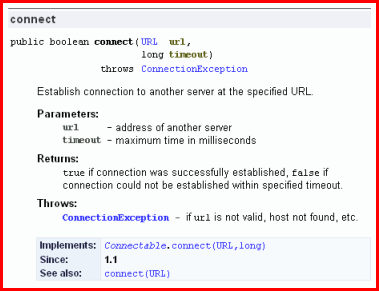 connect
public boolean connect(URL url,
long timeout)
throws ConnectionException
Establish connection to another server at the specified URL.
Parameters:
url - address of another server
timeout - maximum time in milliseconds
Returns:
true if connection was successfully established, false if
connection could not be established within specified timeout.
Throws:
ConnectionException - if url is not valid, host not found, etc.
Implements: Connectable.connect(URL,long)
Since: 1.1
See also: connect(URL)